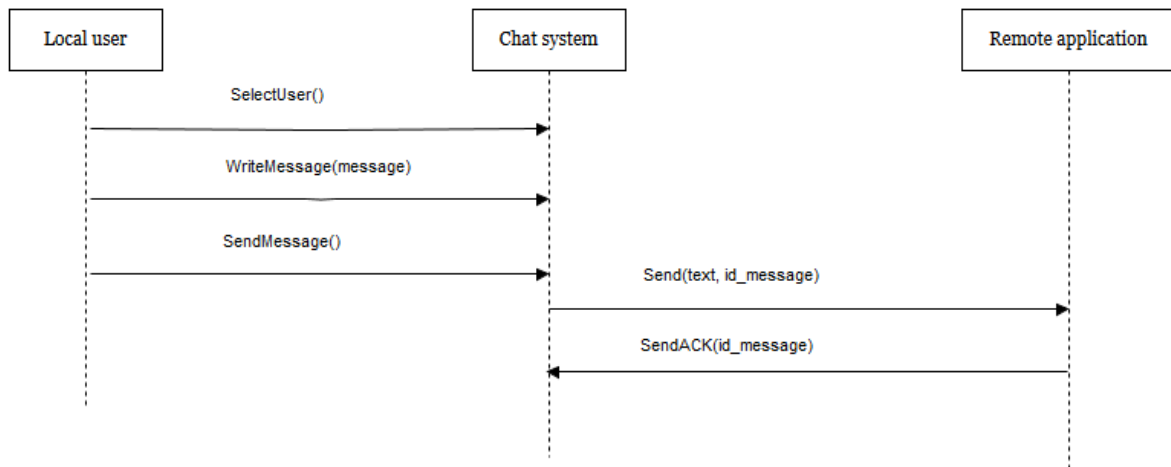 Local user
Chat system
Remote application
SelectUser()
WriteMessage(message)
SendMessage()
Send(text, id_message)
SendACK(id_message)